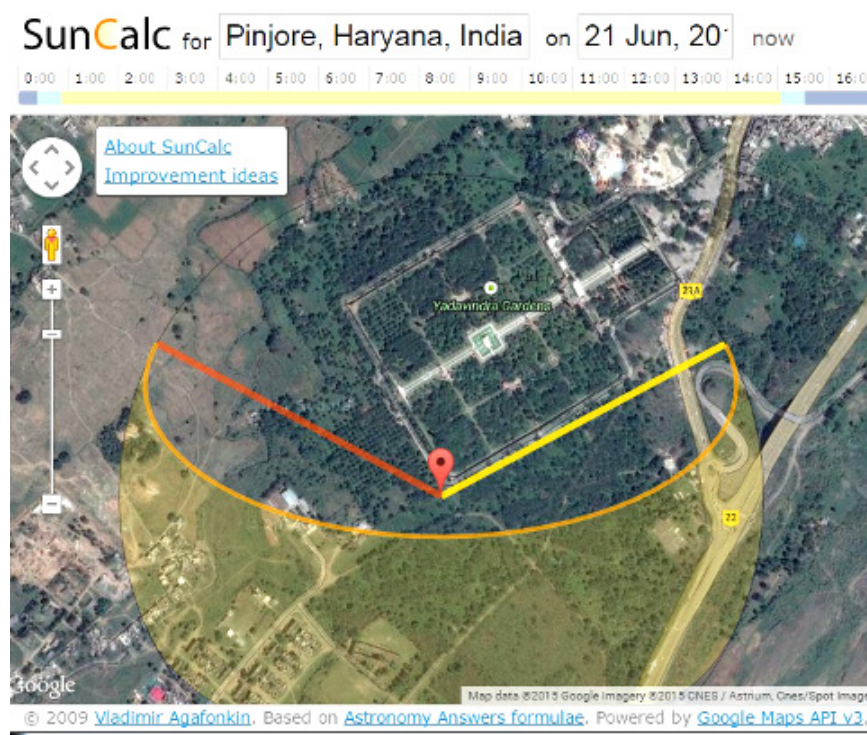 SunCalc for Pinjore, Haryana, India on 21 Jun, 201 now
0:00 1:00 2:00 3:00 4:00 5:00 6:00 7:00 8:00 9:00 10:00 11:00 12:00 13:00 14:00 15:00 16:0
About SunCalc
Improvement ideas
Yadavindra Gardens
22
Google
Map data ©2015 Google Imagery ©2015 CNES / Astrium, Cnes/Spot Image
© 2009 Vladimir Agafonkin. Based on Astronomy Answers formulae. Powered by Google Maps API v3.